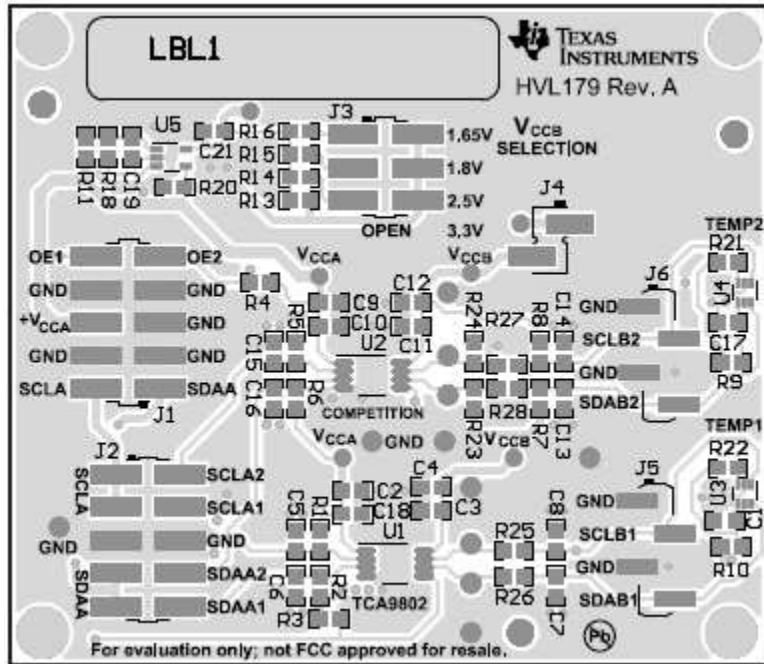 LBL1
TEXAS
INSTRUMENTS
HVL179 Rev. A
J3
U5
R16
R15
R14
R13
C21
R20
R11
R18
C19
1.65V
1.8V
2.5V
3.3V
OPEN
VCCB
SELECTION
J4
TEMP2
OE1
OE2
GND
GND
+VCCA
GND
GND
GND
SCLA
SDAA
J1
R4
VCCA
VCCB
C9
C10
C12
C11
U2
R5
C15
C16
R6
COMPETITION
R24
R27
R8
C14
R28
R23
R7
C13
J6
GND
SCLB2
GND
SDAB2
R21
U4
C17
R9
TEMP1
J2
SCLA
SCLA2
SCLA1
GND
GND
SDAA
SDAA2
SDAA1
VCCA
GND
VCCB
C4
C2
C3
C18
U1
C5
R1
C6
R2
R3
TCA9802
R25
R26
C8
C7
J5
GND
SCLB1
GND
SDAB1
R22
U3
C1
R10
Pb
For evaluation only; not FCC approved for resale.